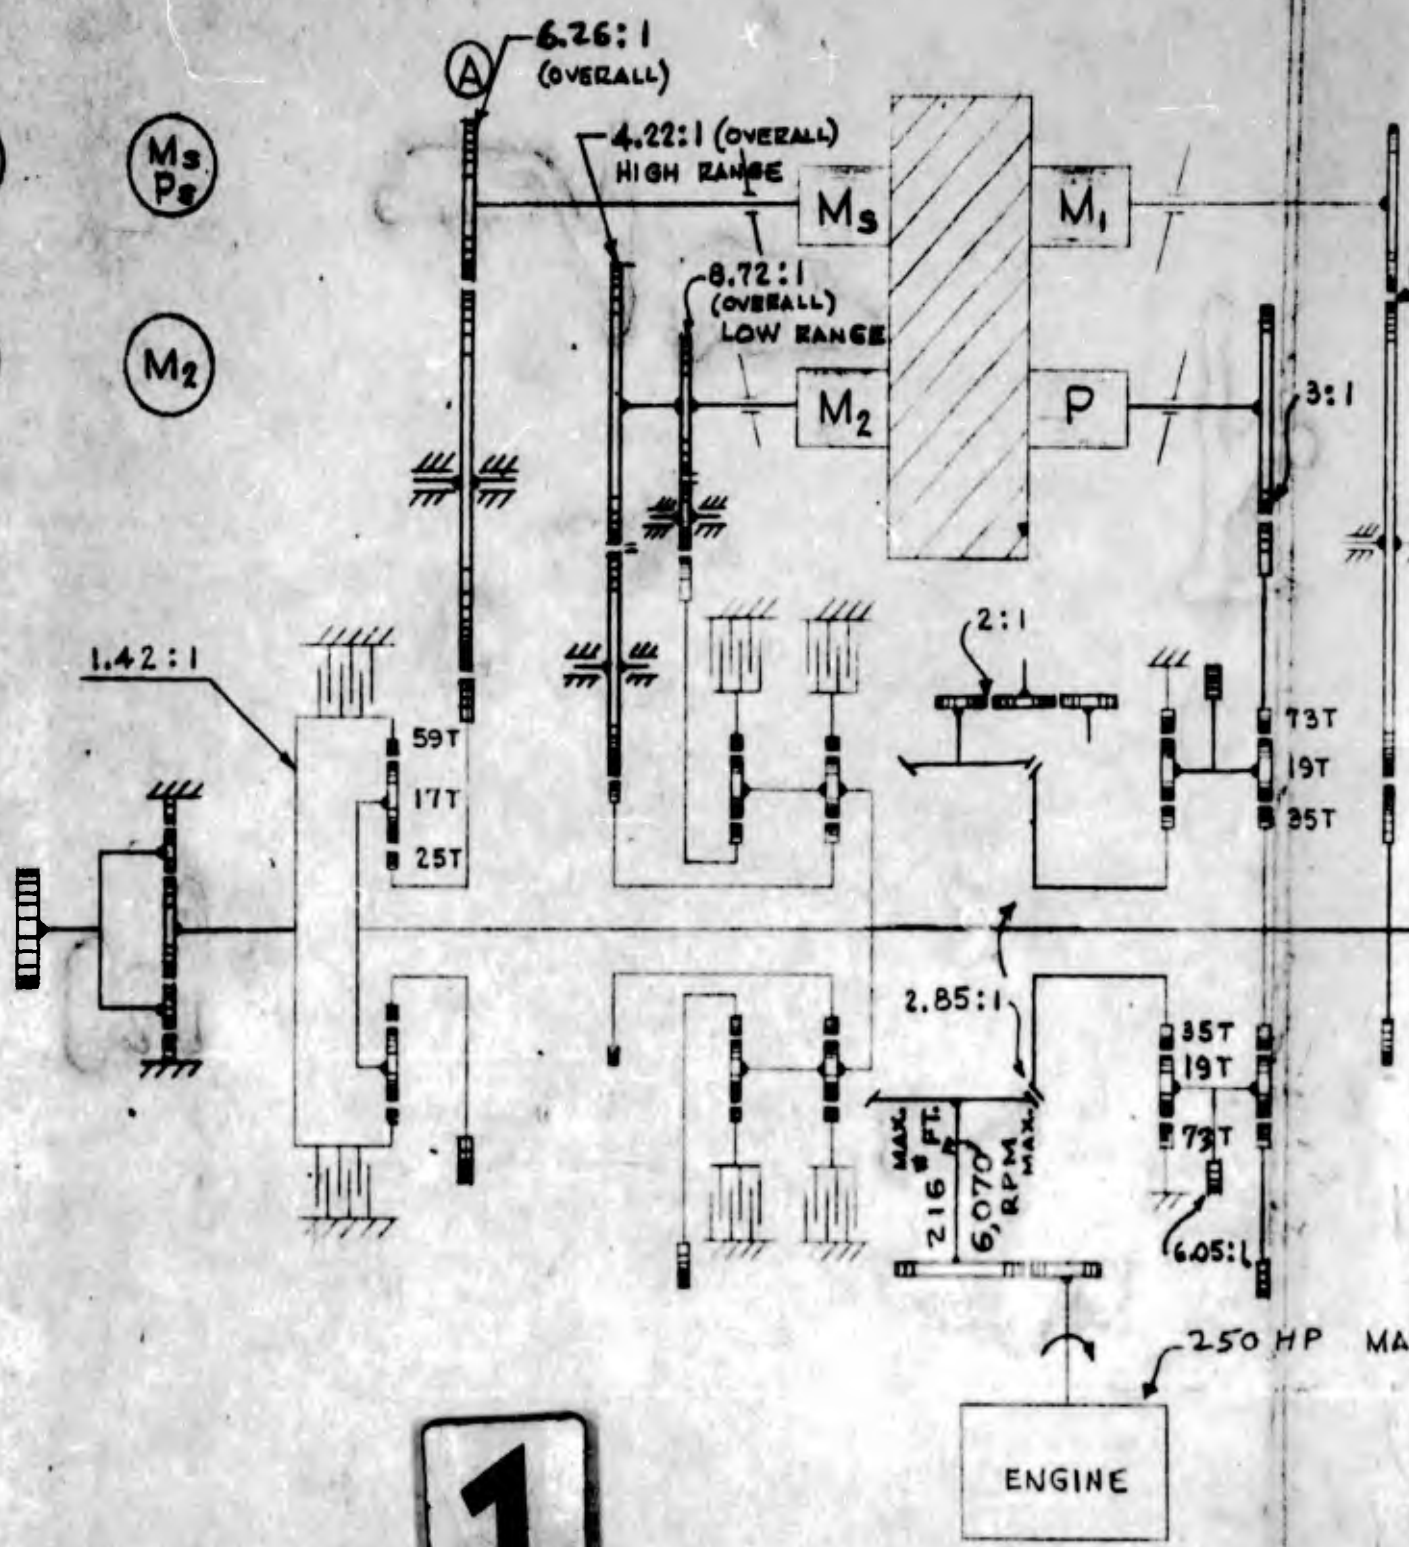 6.26:1
(OVERALL)
A
4.22:1 (OVERALL)
HIGH RANGE
Ms
Ps
Ms
M1
8.72:1
(OVERALL)
LOW RANGE
M2
M2
P
3:1
2:1
1.42:1
59T
17T
25T
73T
19T
35T
2.85:1
35T
19T
73T
MAX.
216 # FT.
6,070
RPM
MAX.
6.05:1
250 HP MA
ENGINE
1